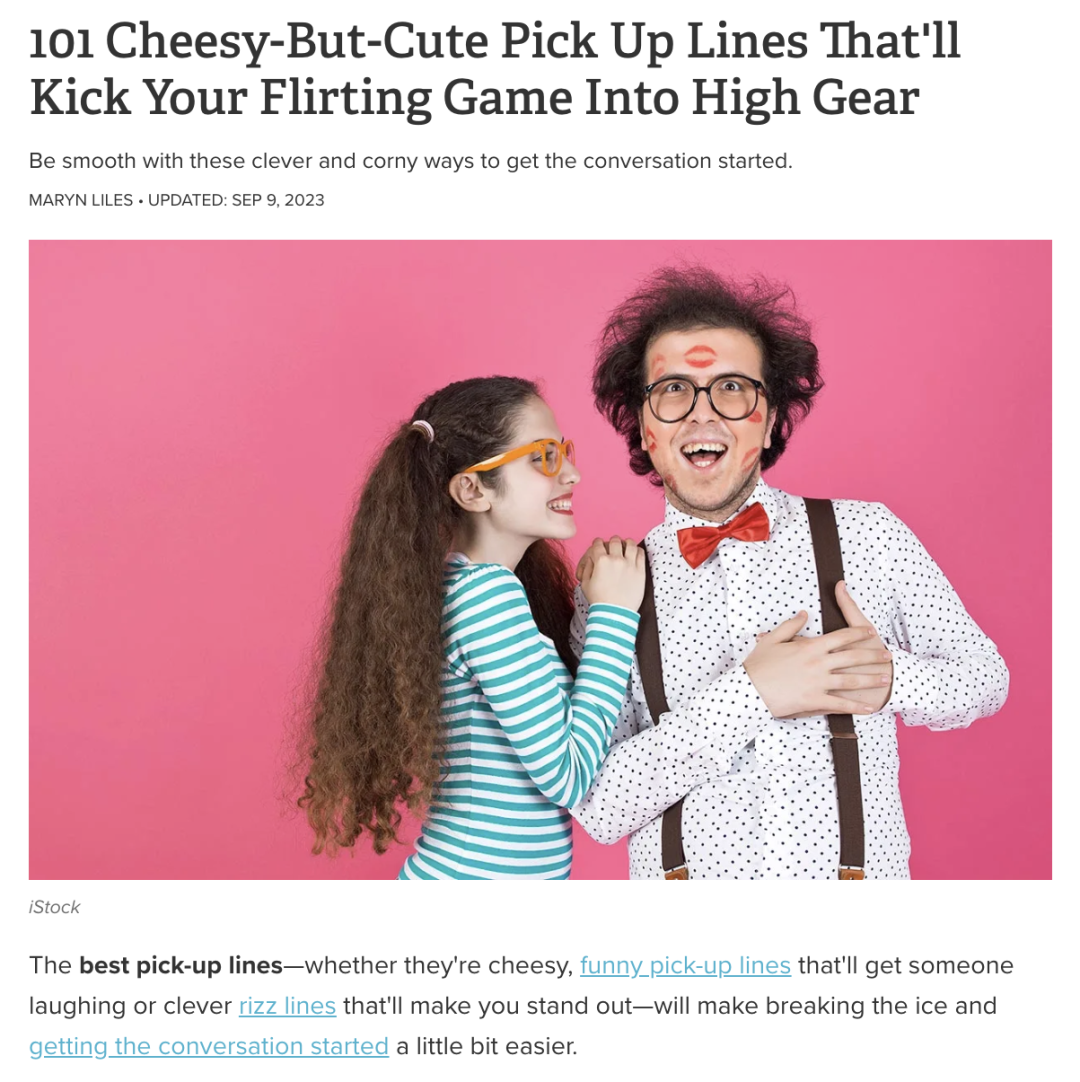 101 Cheesy-But-Cute Pick Up Lines That'll
Kick Your Flirting Game Into High Gear
Be smooth with these clever and corny ways to get the conversation started.
MARYN LILES • UPDATED: SEP 9, 2023
iStock
The best pick-up lines—whether they're cheesy, funny pick-up lines that'll get someone
laughing or clever rizz lines that'll make you stand out—will make breaking the ice and
getting the conversation started a little bit easier.